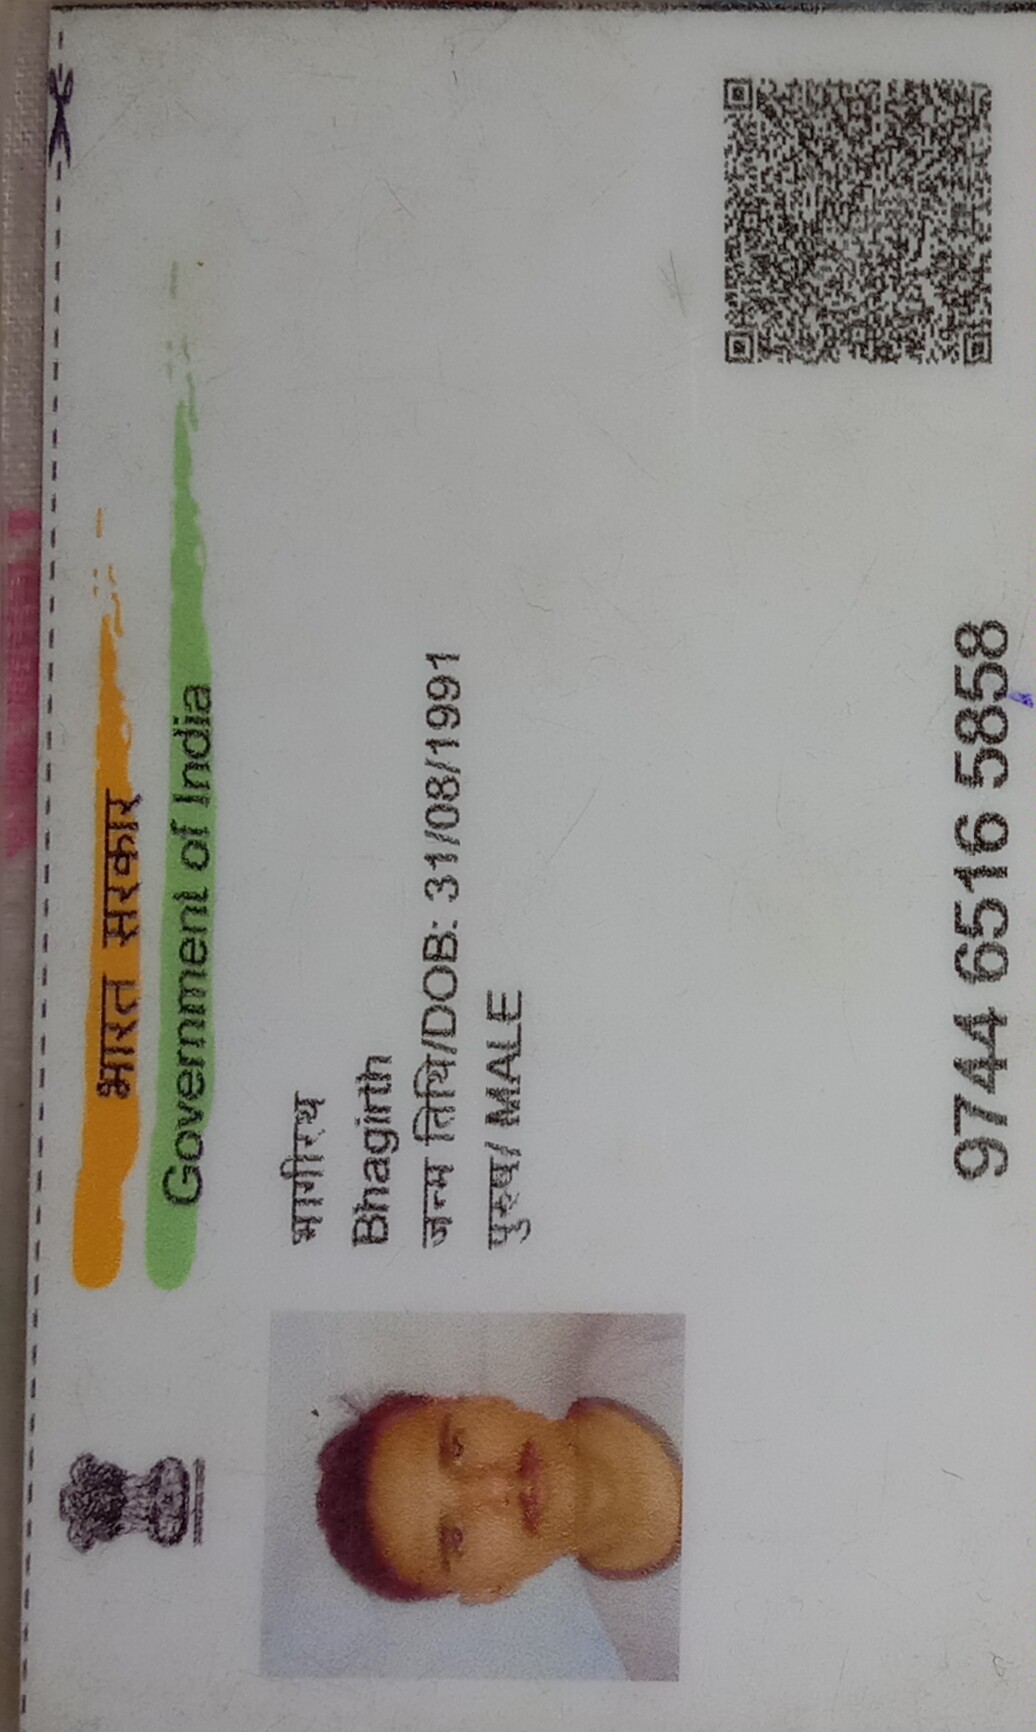 भारत सरकार
Government of India
भागीरथ
Bhagirth
जन्म तिथि/DOB: 31/08/1991
पुरुष/ MALE
9744 6516 5858